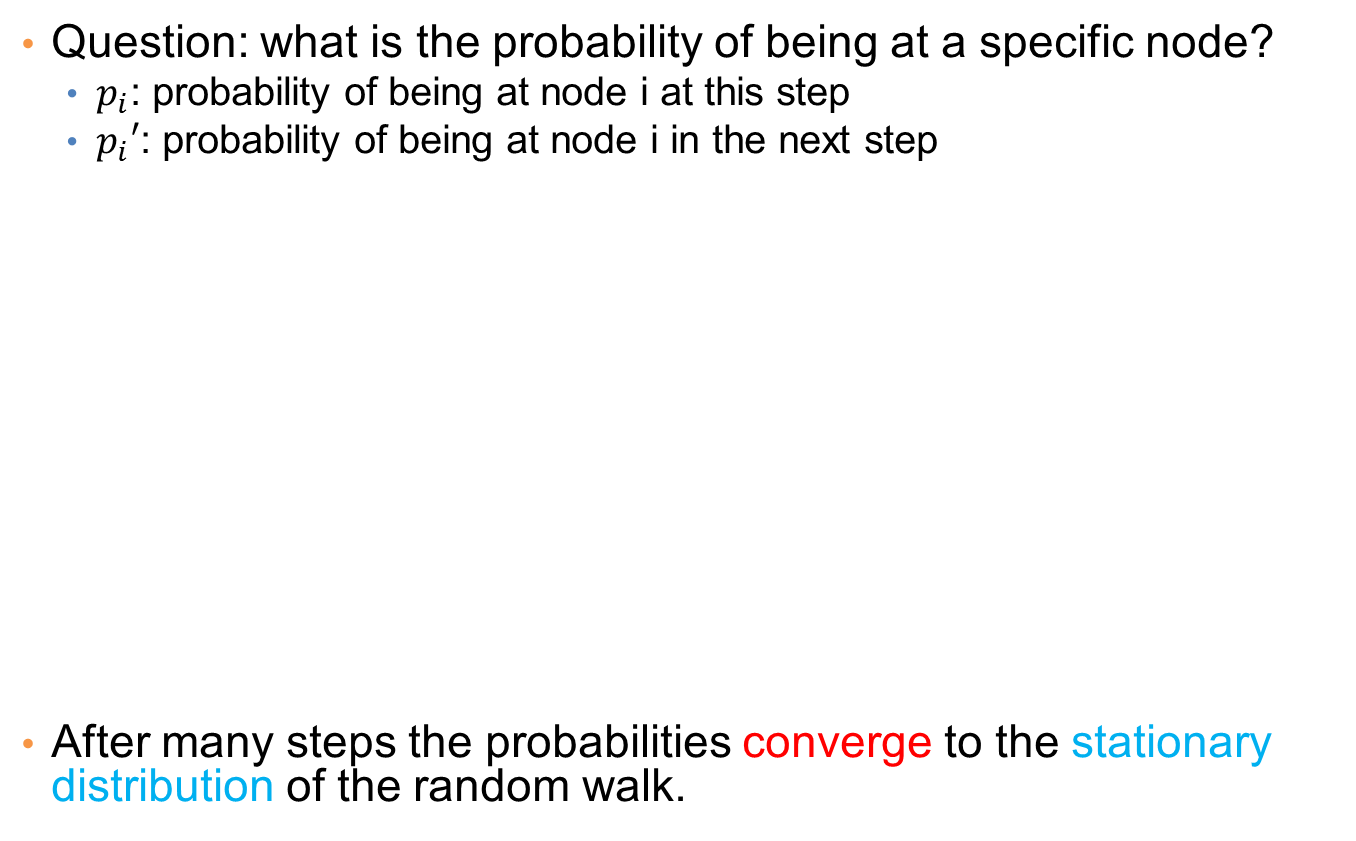 • Question: what is the probability of being at a specific node?
• pᵢ: probability of being at node i at this step
• pᵢ′: probability of being at node i in the next step
• After many steps the probabilities converge to the stationary
distribution of the random walk.